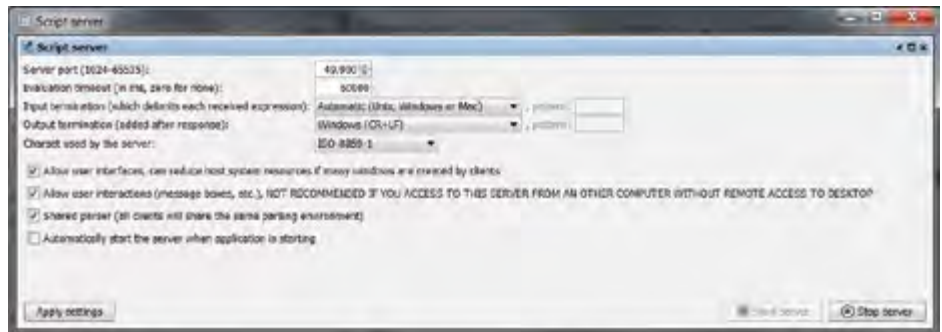 Script server
Script server
Server port (1024-65535):
Evaluation timeout (in ms, zero for none):
Input termination (which delimits each received expression): Automatic (Unix, Windows or Mac) , pattern:
Output termination (added after response): Windows (CR+LF) , pattern:
Charset used by the server: ISO-8859-1
Allow user interfaces, can reduce host system resources if many windows are created by clients
Allow user interactions (message boxes, etc.), NOT RECOMMENDED IF YOU ACCESS TO THIS SERVER FROM AN OTHER COMPUTER WITHOUT REMOTE ACCESS TO DESKTOP
Shared parser (all clients will share the same parsing environment)
Automatically start the server when application is starting
Apply settings Start server Stop server